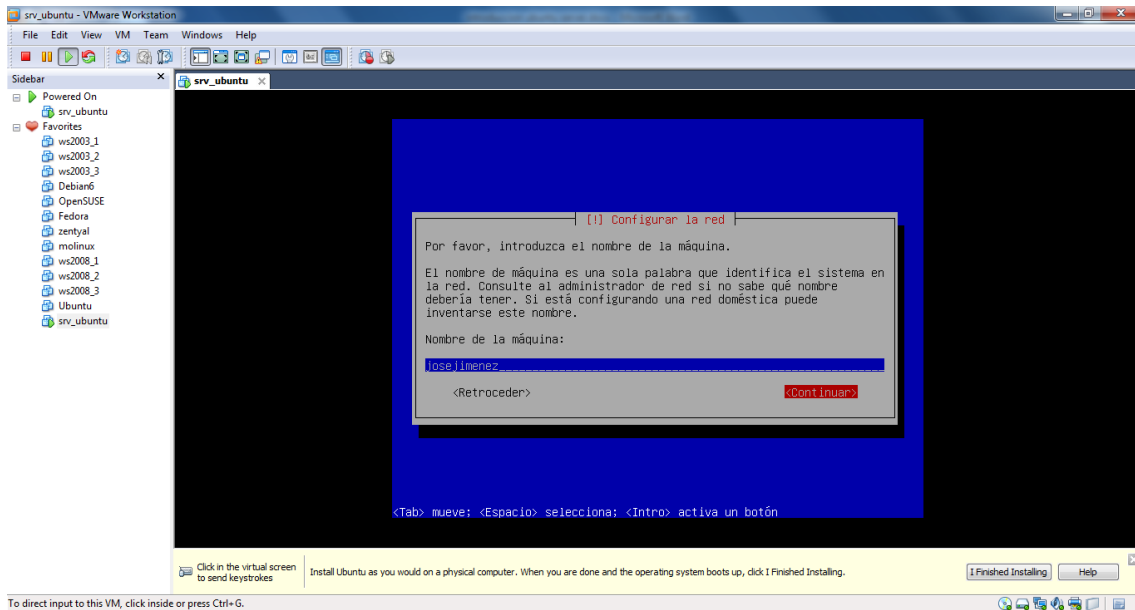 srv_ubuntu - VMware Workstation
File Edit View VM Team Windows Help
Sidebar
srv_ubuntu
Powered On
srv_ubuntu
Favorites
ws2003_1
ws2003_2
ws2003_3
Debian6
OpenSUSE
Fedora
zentyal
molinux
ws2008_1
ws2008_2
ws2008_3
Ubuntu
srv_ubuntu
[!] Configurar la red
Por favor, introduzca el nombre de la máquina.
El nombre de máquina es una sola palabra que identifica el sistema en
la red. Consulte al administrador de red si no sabe qué nombre
debería tener. Si está configurando una red doméstica puede
inventarse este nombre.
Nombre de la máquina:
josejimenez
<Retroceder> <Continuar>
<Tab> mueve; <Espacio> selecciona; <Intro> activa un botón
Click in the virtual screen
to send keystrokes
Install Ubuntu as you would on a physical computer. When you are done and the operating system boots up, click I Finished Installing.
I Finished Installing
Help
To direct input to this VM, click inside or press Ctrl+G.